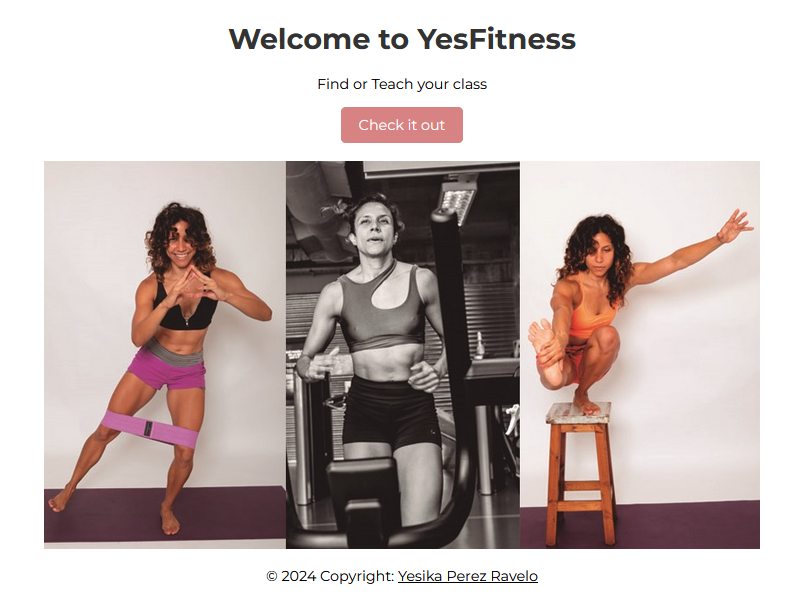 Welcome to YesFitness
Find or Teach your class
Check it out
© 2024 Copyright: Yesika Perez Ravelo